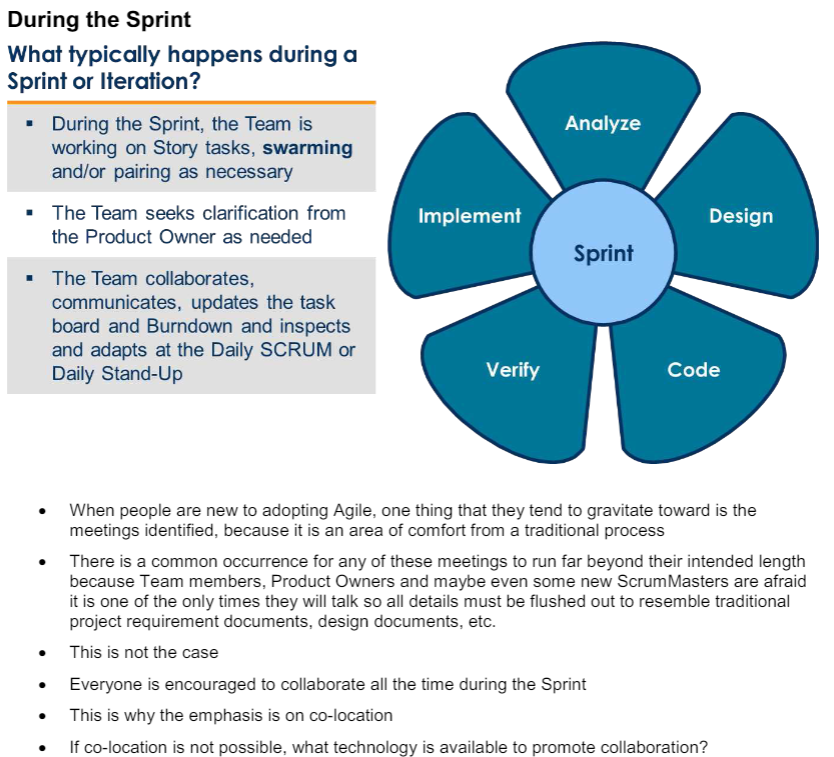 During the Sprint
What typically happens during a
Sprint or Iteration?
▪ During the Sprint, the Team is
working on Story tasks, swarming
and/or pairing as necessary
▪ The Team seeks clarification from
the Product Owner as needed
▪ The Team collaborates,
communicates, updates the task
board and Burndown and inspects
and adapts at the Daily SCRUM or
Daily Stand-Up
Analyze
Design
Code
Verify
Implement
Sprint
• When people are new to adopting Agile, one thing that they tend to gravitate toward is the
meetings identified, because it is an area of comfort from a traditional process
• There is a common occurrence for any of these meetings to run far beyond their intended length
because Team members, Product Owners and maybe even some new ScrumMasters are afraid
it is one of the only times they will talk so all details must be flushed out to resemble traditional
project requirement documents, design documents, etc.
• This is not the case
• Everyone is encouraged to collaborate all the time during the Sprint
• This is why the emphasis is on co-location
• If co-location is not possible, what technology is available to promote collaboration?